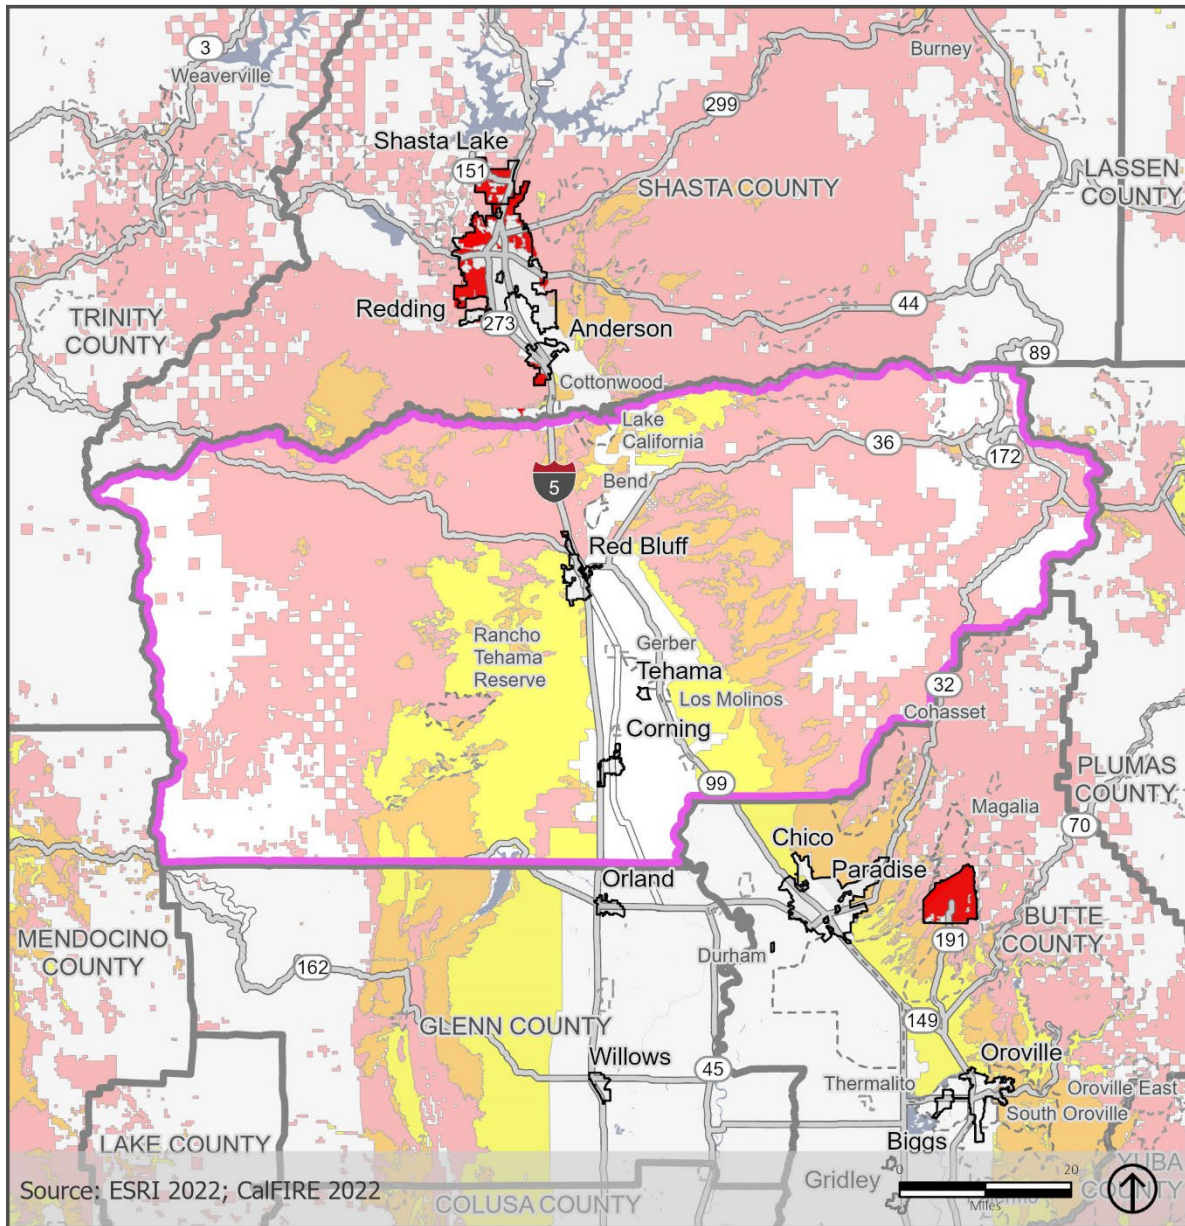 3
Weaverville
Burney
299
Shasta Lake
151
SHASTA COUNTY
LASSEN
COUNTY
TRINITY
COUNTY
Redding
273
Anderson
44
89
Cottonwood
Lake
California
36
172
Bend
5
Red Bluff
Rancho
Tehama
Reserve
Gerber
Tehama
Los Molinos
32
Cohasset
Corning
99
PLUMAS
COUNTY
Magalia
70
Chico
Paradise
Orland
BUTTE
COUNTY
191
MENDOCINO
COUNTY
162
Durham
GLENN COUNTY
149
Willows
45
Oroville
Thermalito
Oroville East
South Oroville
Biggs
LAKE COUNTY
YUBA
COUNTY
Gridley
0
20
Miles
Source: ESRI 2022; CalFIRE 2022
COLUSA COUNTY